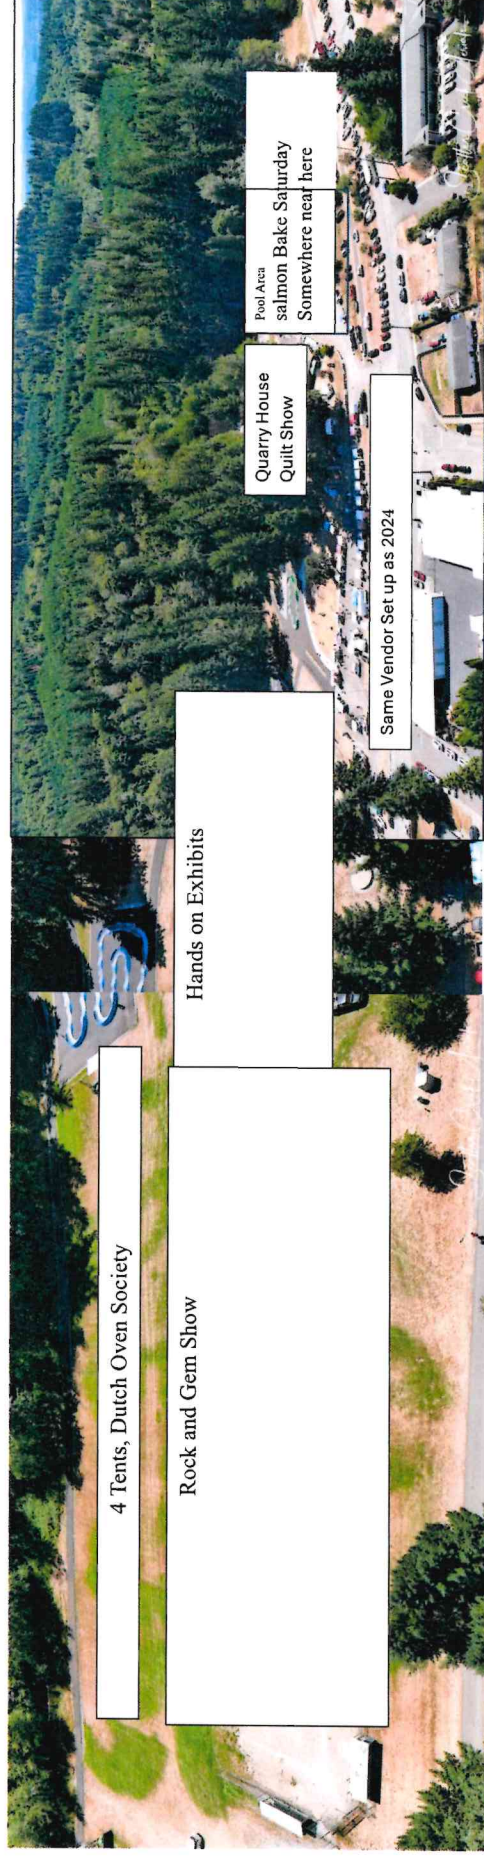 4 Tents, Dutch Oven Society
Rock and Gem Show
Hands on Exhibits
Same Vendor Set up as 2024
Quarry House
Quilt Show
Pool Area
salmon Bake Saturday
Somewhere near here